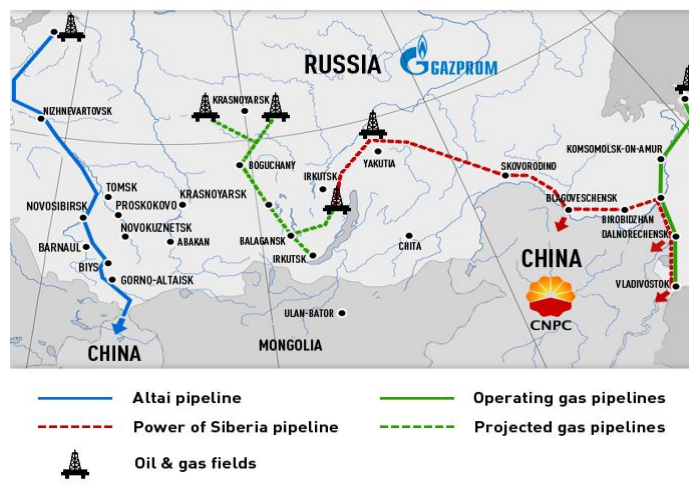 RUSSIA
GAZPROM
KRASNOYARSK
NIZHNEVARTOVSK
KOMSOMOLSK-ON-AMUR
YAKUTIA
BOGUCHANY
SKOVORODINO
IRKUTSK
TOMSK
KRASNOYARSK
PROSKOKOVO
BLAGOVESCHENSK
NOVOSIBIRSK
BIROBIDZHAN
NOVOKUZNETSK
DALNORECHENSK
BALAGANSK
CHITA
ABAKAN
BARNAUL
IRKUTSK
CHINA
BIYS
GORNO-ALTAISK
VLADIVOSTOK
ULAN-BATOR
CNPC
MONGOLIA
CHINA
Altai pipeline
Operating gas pipelines
Power of Siberia pipeline
Projected gas pipelines
Oil & gas fields